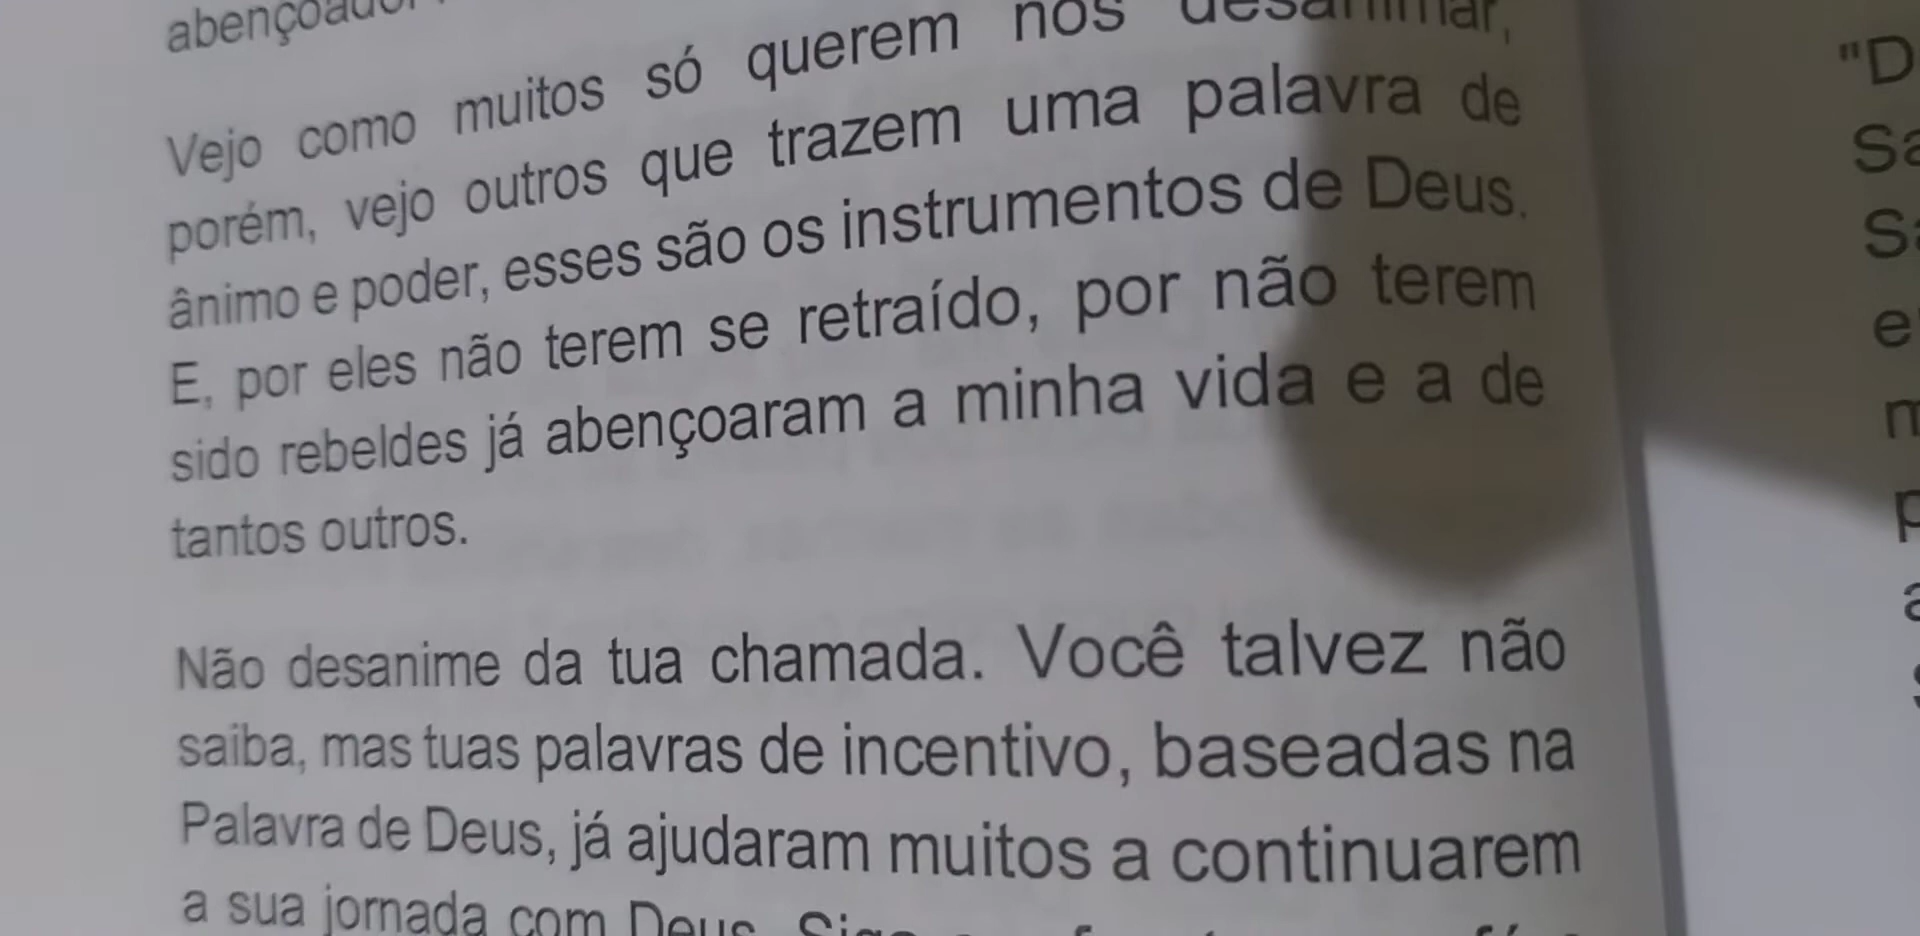 Vejo como muitos só querem nos desanimar,
porém, vejo outros que trazem uma palavra de
ânimo e poder, esses são os instrumentos de Deus.
E, por eles não terem se retraído, por não terem
sido rebeldes já abençoaram a minha vida e a de
tantos outros.
Não desanime da tua chamada. Você talvez não
saiba, mas tuas palavras de incentivo, baseadas na
Palavra de Deus, já ajudaram muitos a continuarem
a sua jornada com Deus.
"D
Sa